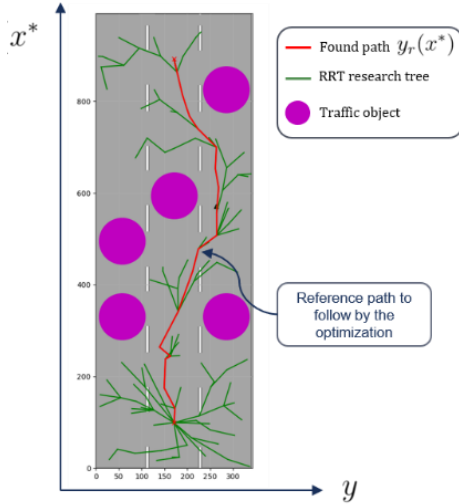 x*
Found path y_r(x*)
RRT research tree
Traffic object
800
600
400
200
0
0 50 100 150 200 250 300
Reference path to
follow by the
optimization
y